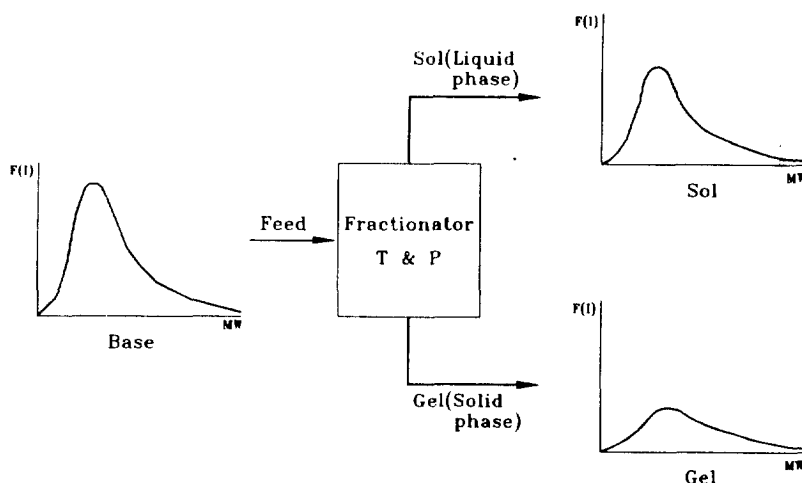 F(I)
MW
Base
Feed
Fractionator
T & P
Sol(Liquid
phase)
Gel(Solid
phase)
F(I)
MW
Sol
F(I)
MW
Gel